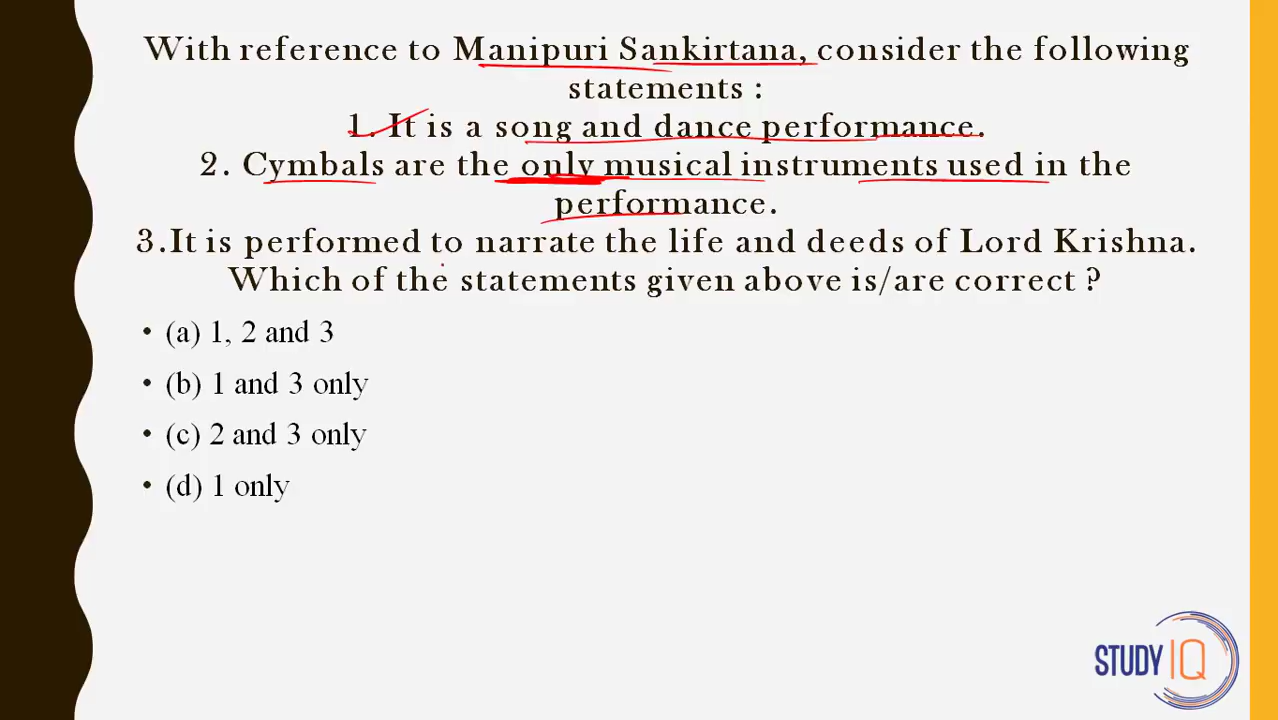 With reference to Manipuri Sankirtana, consider the following
statements :
1. It is a song and dance performance.
2. Cymbals are the only musical instruments used in the
performance.
3.It is performed to narrate the life and deeds of Lord Krishna.
Which of the statements given above is/are correct ?
• (a) 1, 2 and 3
• (b) 1 and 3 only
• (c) 2 and 3 only
• (d) 1 only
STUDY IQ